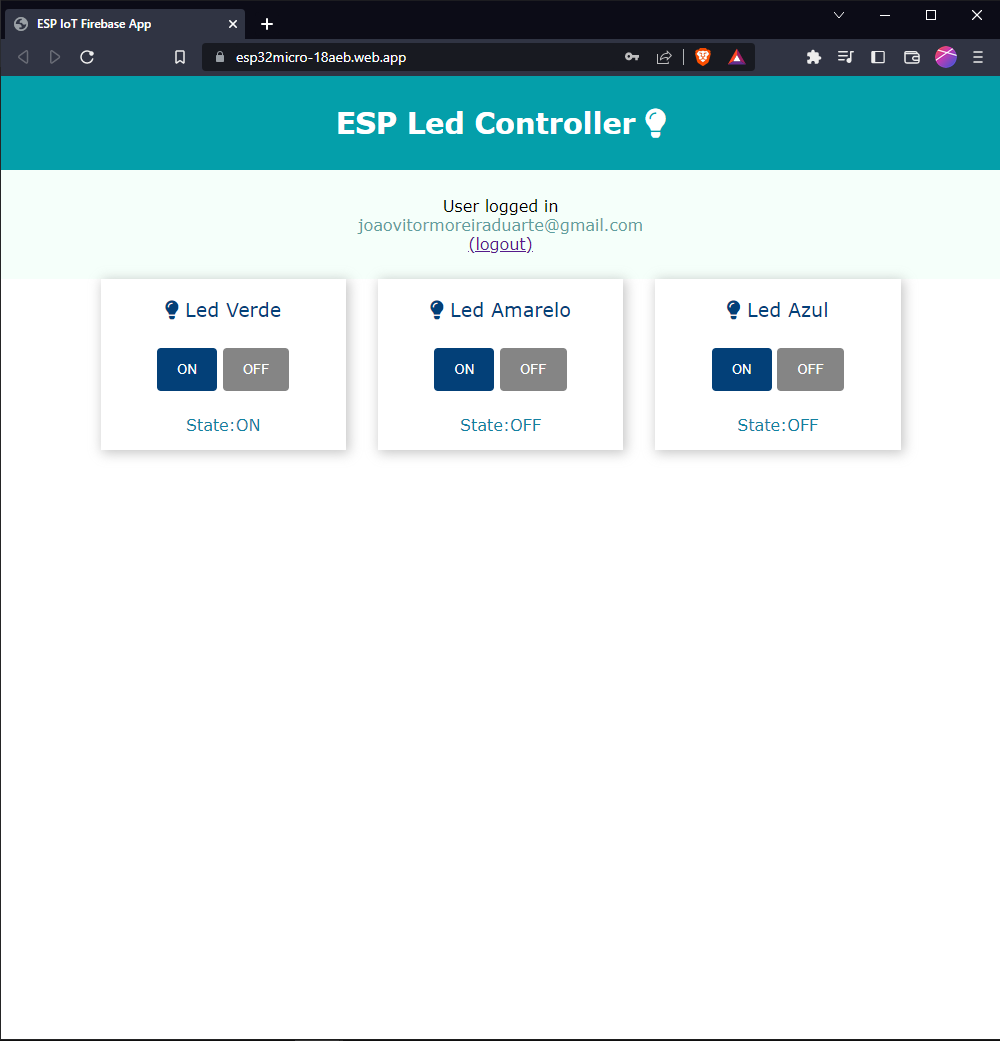 ESP IoT Firebase App
esp32micro-18aeb.web.app
ESP Led Controller
User logged in
joaovitormoreiraduarte@gmail.com
(logout)
Led Verde
ON OFF
State:ON
Led Amarelo
ON OFF
State:OFF
Led Azul
ON OFF
State:OFF